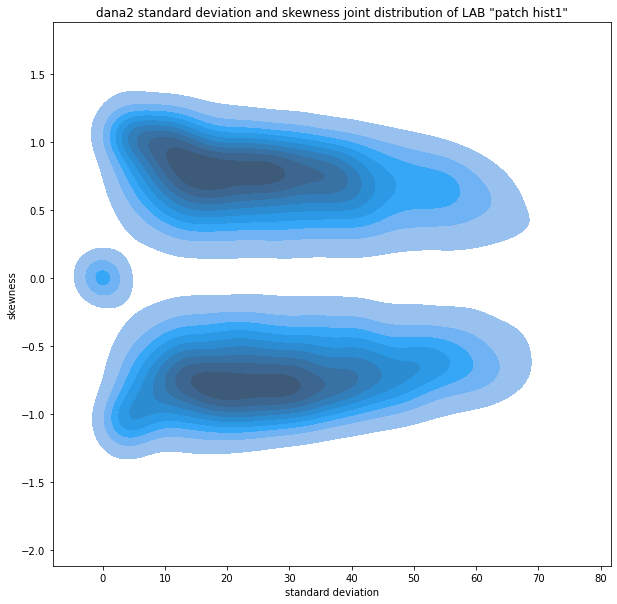 dana2 standard deviation and skewness joint distribution of LAB "patch hist1"
1.5
1.0
0.5
0.0
−0.5
−1.0
−1.5
−2.0
skewness
0 10 20 30 40 50 60 70 80
standard deviation